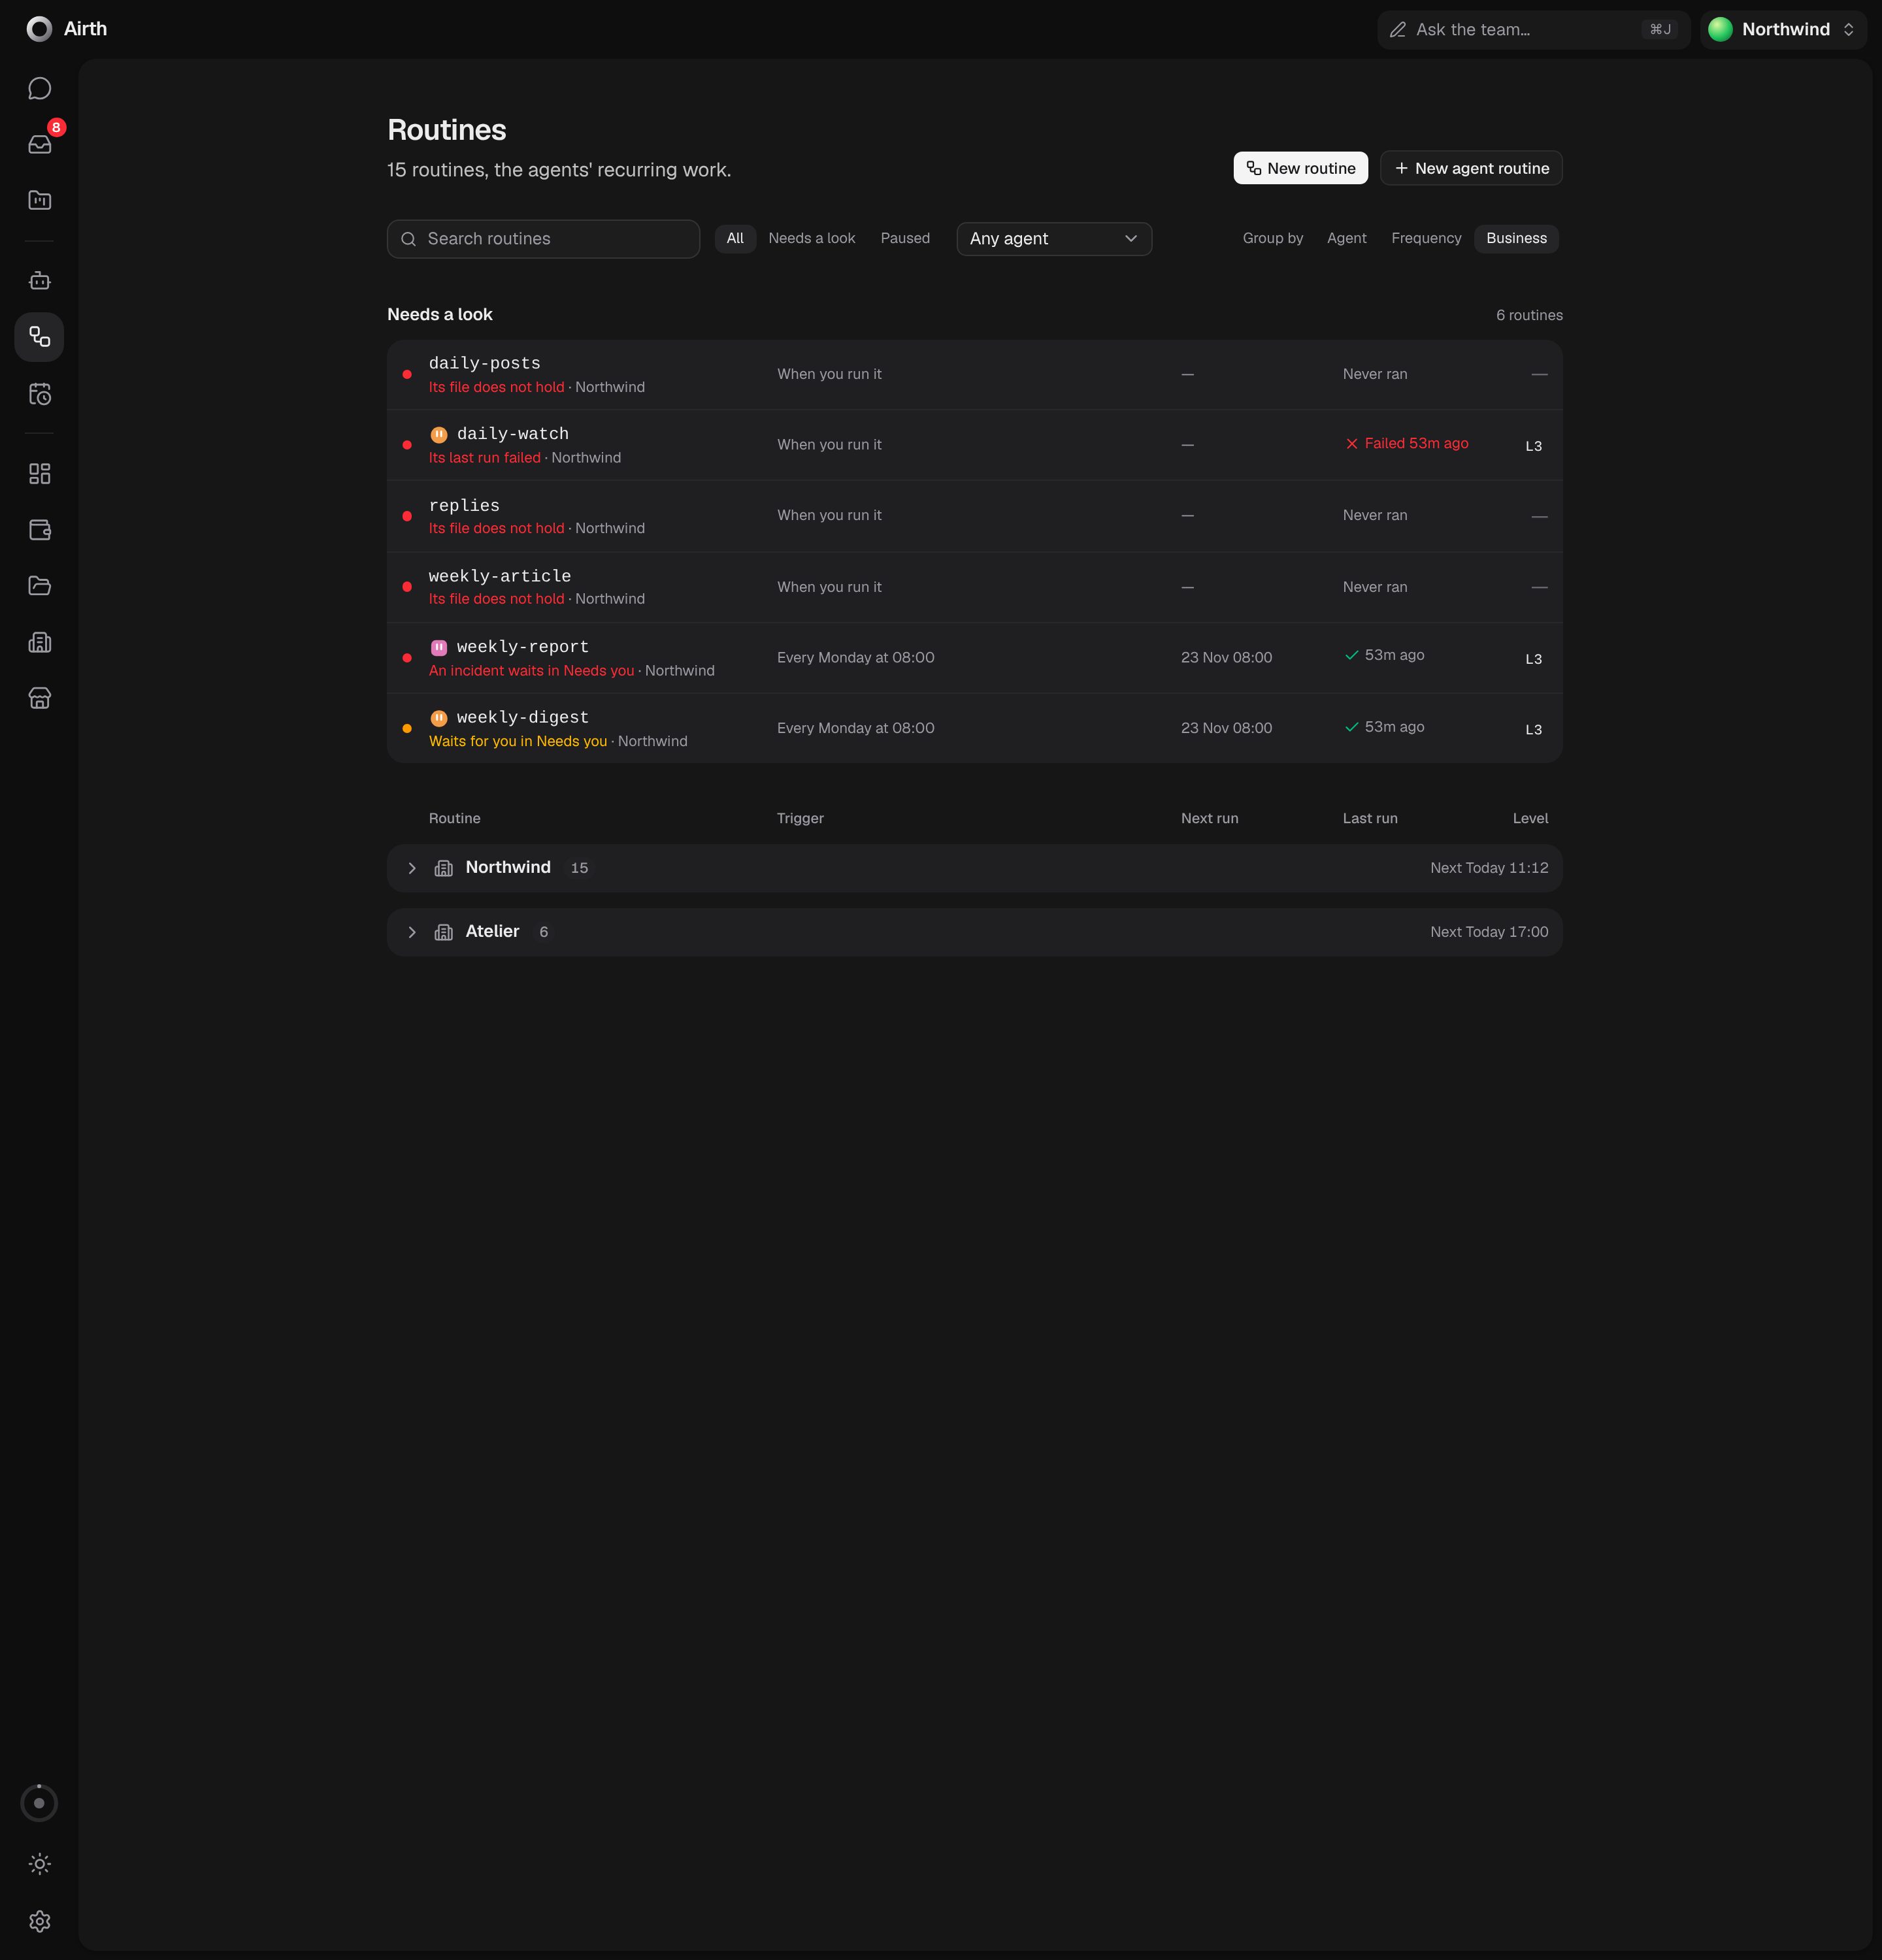 Airth
Ask the team... ⌘J
Northwind
8
Routines
15 routines, the agents' recurring work.
New routine
New agent routine
Search routines
All Needs a look Paused
Any agent
Group by Agent Frequency Business
Needs a look
6 routines
daily-posts
Its file does not hold · Northwind
When you run it
—
Never ran
—
daily-watch
Its last run failed · Northwind
When you run it
—
Failed 53m ago
L3
replies
Its file does not hold · Northwind
When you run it
—
Never ran
—
weekly-article
Its file does not hold · Northwind
When you run it
—
Never ran
—
weekly-report
An incident waits in Needs you · Northwind
Every Monday at 08:00
23 Nov 08:00
53m ago
L3
weekly-digest
Waits for you in Needs you · Northwind
Every Monday at 08:00
23 Nov 08:00
53m ago
L3
Routine Trigger Next run Last run Level
Northwind 15
Next Today 11:12
Atelier 6
Next Today 17:00